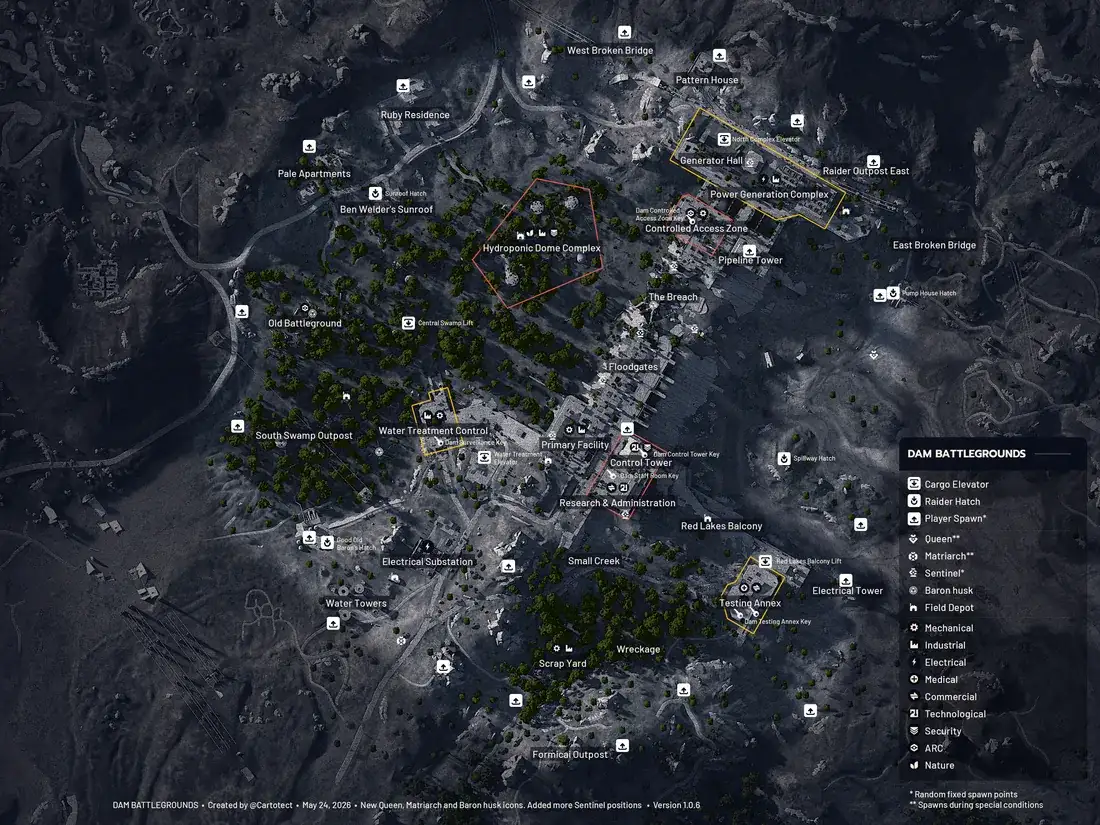 West Broken Bridge
Pattern House
Ruby Residence
North Complex Elevator
Generator Hall
Raider Outpost East
Pale Apartments
Sunroof Hatch
Ben Welder's Sunroof
Power Generation Complex
Dam Controlled
Access Zone Key
Controlled Access Zone
Hydroponic Dome Complex
East Broken Bridge
Pipeline Tower
The Breach
Pump House Hatch
Old Battleground
Central Swamp Lift
Floodgates
Water Treatment Control
South Swamp Outpost
Dam Surveillance Key
Primary Facility
Water Treatment
Elevator
Dam Control Tower Key
Control Tower
Spillway Hatch
Dam Staff Room Key
Research & Administration
Red Lakes Balcony
Good Old
Baron's Hatch
Electrical Substation
Small Creek
Red Lakes Balcony Lift
Electrical Tower
Water Towers
Testing Annex
Dam Testing Annex Key
Wreckage
Scrap Yard
Formicai Outpost
DAM BATTLEGROUNDS
Cargo Elevator
Raider Hatch
Player Spawn*
Queen**
Matriarch**
Sentinel*
Baron husk
Field Depot
Mechanical
Industrial
Electrical
Medical
Commercial
Technological
Security
ARC
Nature
* Random fixed spawn points
** Spawns during special conditions
DAM BATTLEGROUNDS • Created by @Cartotect • May 24, 2026 • New Queen, Matriarch and Baron husk icons. Added more Sentinel positions • Version 1.0.6